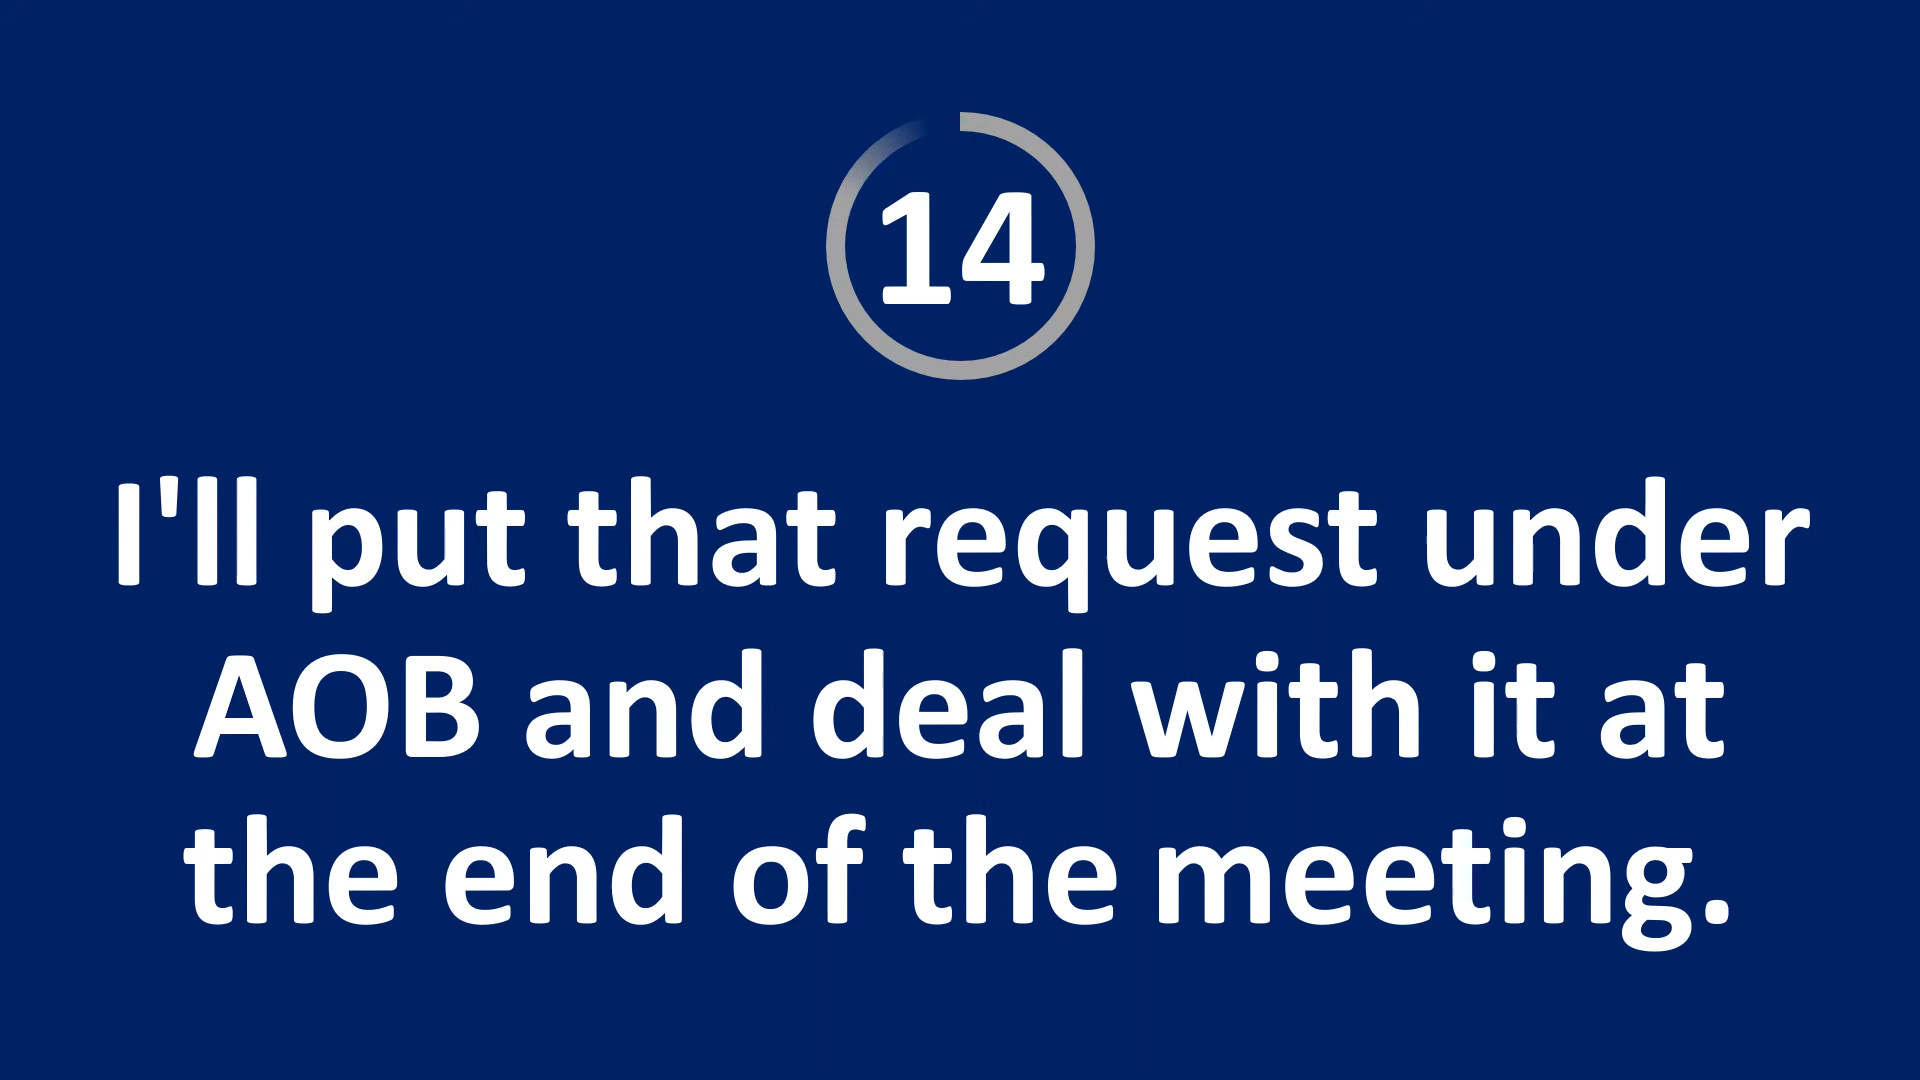 14
I'll put that request under
AOB and deal with it at
the end of the meeting.